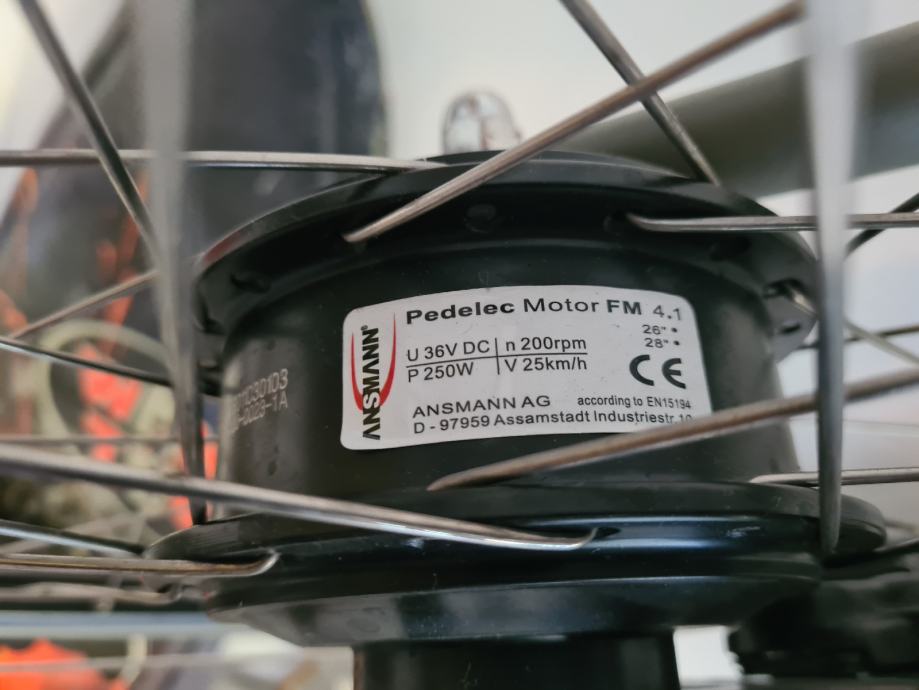 Pedelec Motor FM 4.1
U 36V DC n 200rpm
P 250W V 25km/h
26" •
28" •
CE
ANSMANN®
ANSMANN AG
according to EN15194
D - 97959 Assamstadt Industriestr.